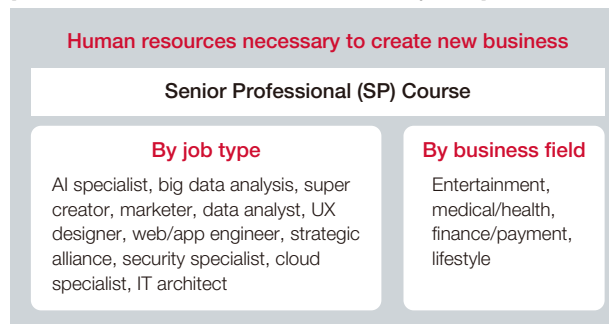 Human resources necessary to create new business
Senior Professional (SP) Course
By job type
AI specialist, big data analysis, super
creator, marketer, data analyst, UX
designer, web/app engineer, strategic
alliance, security specialist, cloud
specialist, IT architect
By business field
Entertainment,
medical/health,
finance/payment,
lifestyle